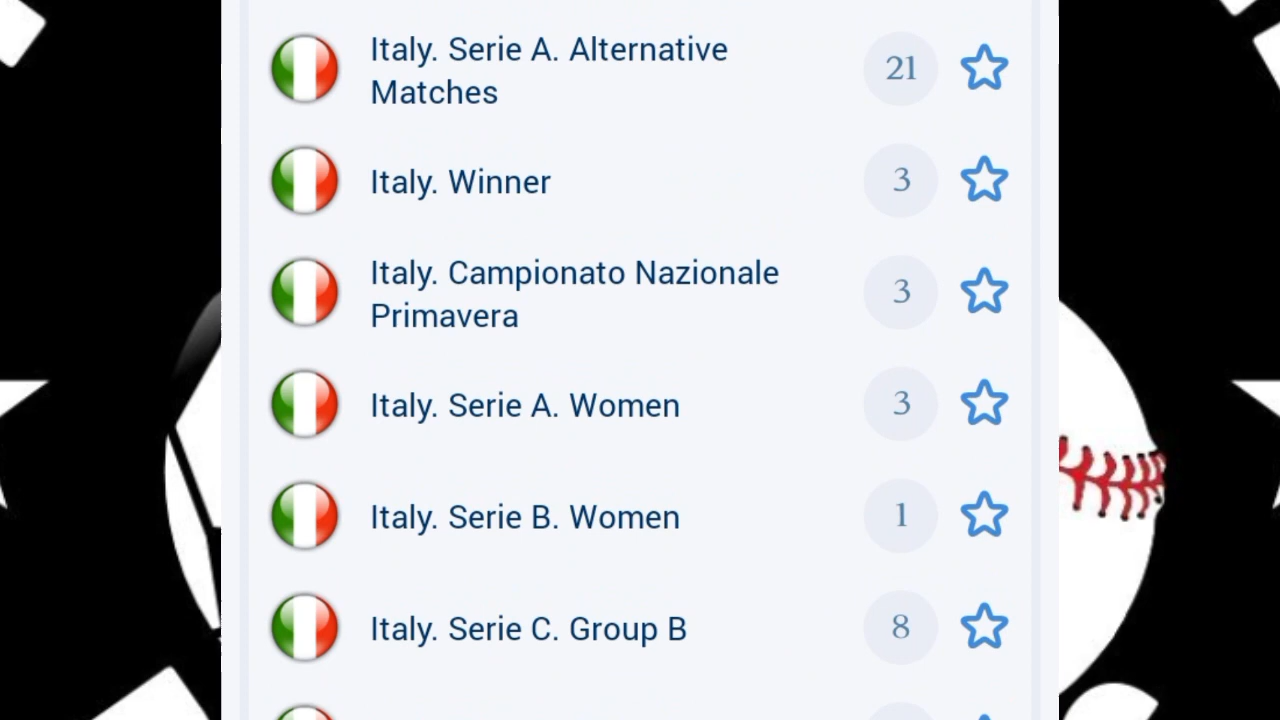 Italy. Serie A. Alternative
Matches
21
Italy. Winner
3
Italy. Campionato Nazionale
Primavera
3
Italy. Serie A. Women
3
Italy. Serie B. Women
1
Italy. Serie C. Group B
8